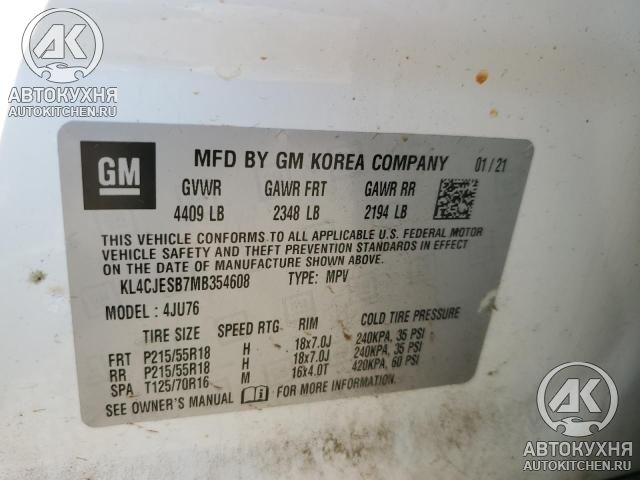 АК
АВТОКУХНЯ
AUTOKITCHEN.RU
GM
MFD BY GM KOREA COMPANY 01/21
GVWR GAWR FRT GAWR RR
4409 LB 2348 LB 2194 LB
THIS VEHICLE CONFORMS TO ALL APPLICABLE U.S. FEDERAL MOTOR
VEHICLE SAFETY AND THEFT PREVENTION STANDARDS IN EFFECT
ON THE DATE OF MANUFACTURE SHOWN ABOVE.
KL4CJESB7MB354608 TYPE: MPV
MODEL: 4JU76
TIRE SIZE SPEED RTG RIM COLD TIRE PRESSURE
FRT P215/55R18 H 18x7.0J 240KPA, 35 PSI
RR P215/55R18 H 18x7.0J 240KPA, 35 PSI
SPA T125/70R16 M 16x4.0T 420KPA, 60 PSI
SEE OWNER'S MANUAL FOR MORE INFORMATION
АК
АВТОКУХНЯ
AUTOKITCHEN.RU